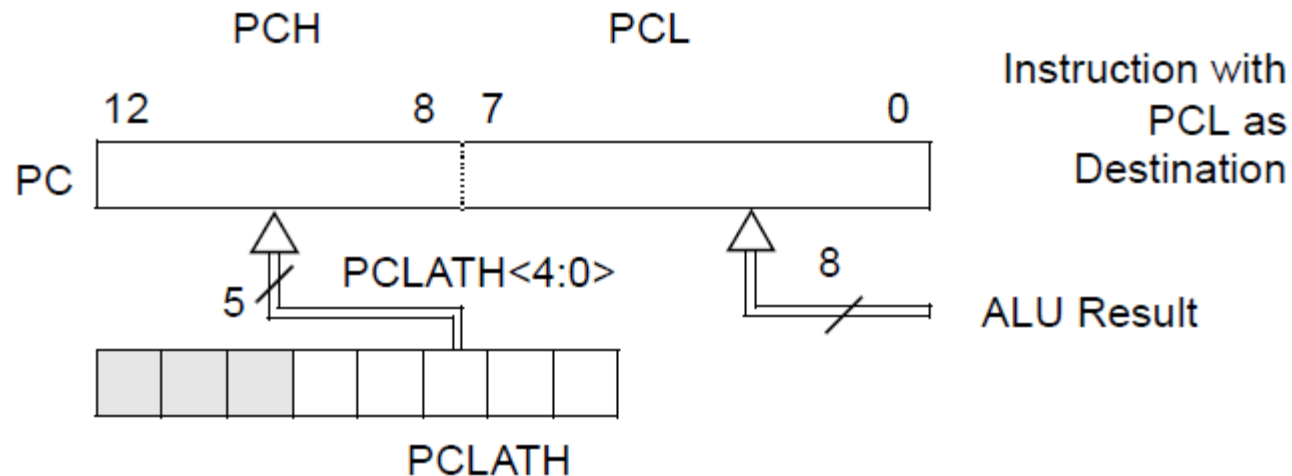 PCH PCL
12 8 7 0
Instruction with
PCL as
Destination
PC
5
PCLATH<4:0>
8
ALU Result
PCLATH